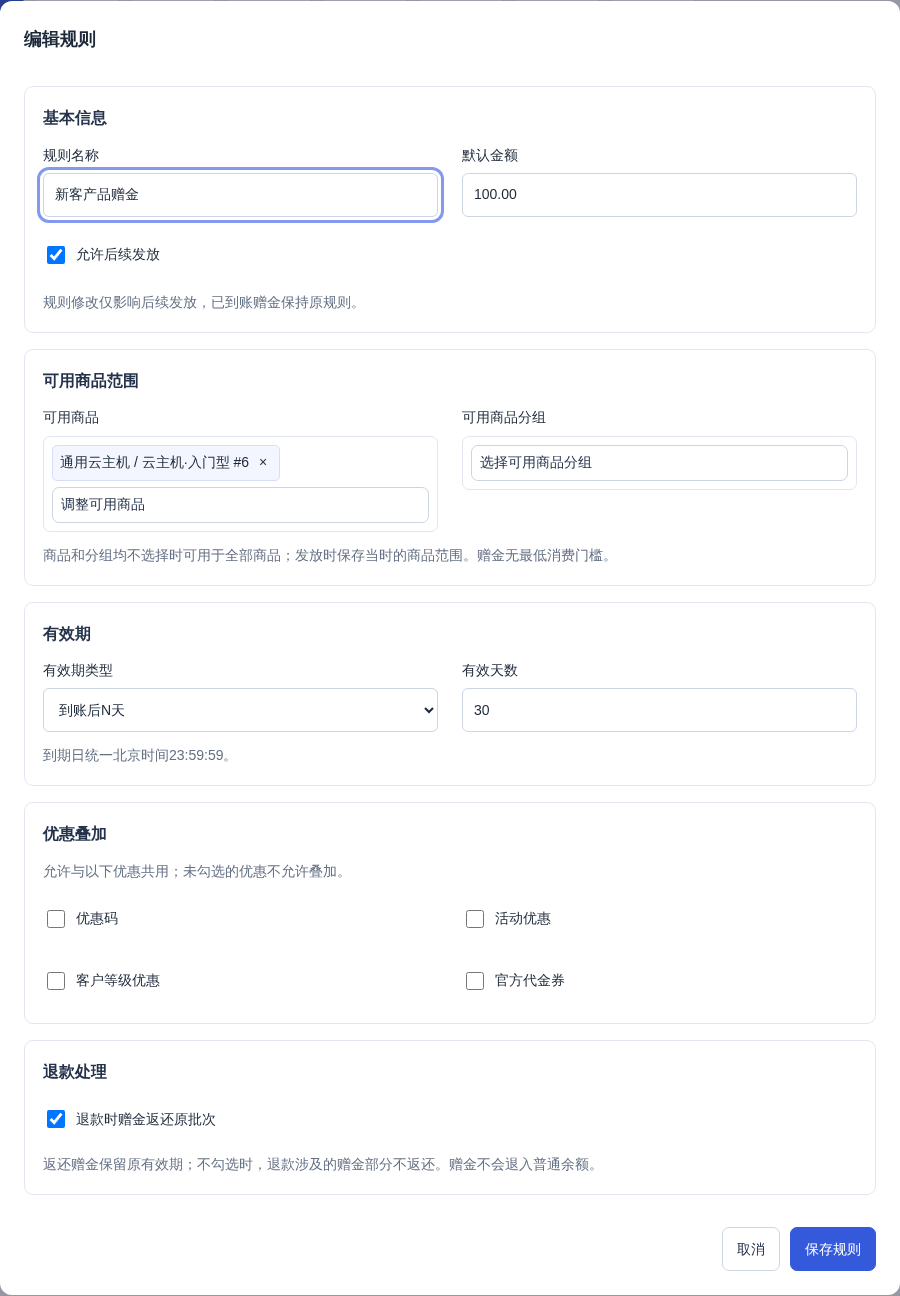 编辑规则
基本信息
规则名称
默认金额
新客产品赠金
100.00
允许后续发放
规则修改仅影响后续发放，已到账赠金保持原规则。
可用商品范围
可用商品
可用商品分组
通用云主机 / 云主机·入门型 #6 ×
选择可用商品分组
调整可用商品
商品和分组均不选择时可用于全部商品；发放时保存当时的商品范围。赠金无最低消费门槛。
有效期
有效期类型
有效天数
到账后N天
30
到期日统一北京时间23:59:59。
优惠叠加
允许与以下优惠共用；未勾选的优惠不允许叠加。
优惠码
活动优惠
客户等级优惠
官方代金券
退款处理
退款时赠金返还原批次
返还赠金保留原有效期；不勾选时，退款涉及的赠金部分不返还。赠金不会退入普通余额。
取消
保存规则